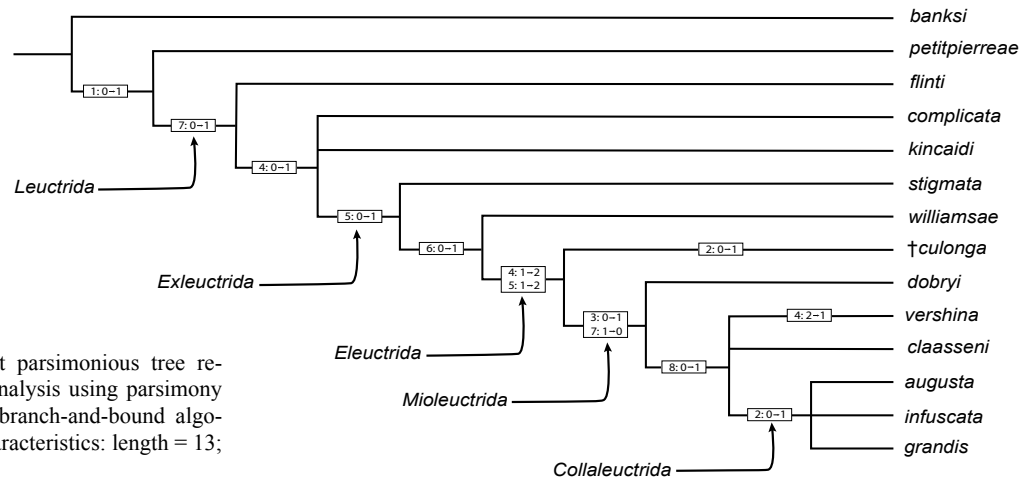 banksi
petitpierreae
1: 0–1
flinti
7: 0–1
complicata
kincaidi
4: 0–1
Leuctrida
stigmata
5: 0–1
williamsae
6: 0–1
†culonga
2: 0–1
Exleuctrida
4: 1–2
5: 1–2
dobryi
vershina
4: 2–1
3: 0–1
7: 1–0
claasseni
Eleuctrida
8: 0–1
augusta
Mioleuctrida
infuscata
2: 0–1
grandis
Collaleuctrida
t parsimonious tree re-
nalysis using parsimony
branch-and-bound algo-
aracteristics: length = 13;